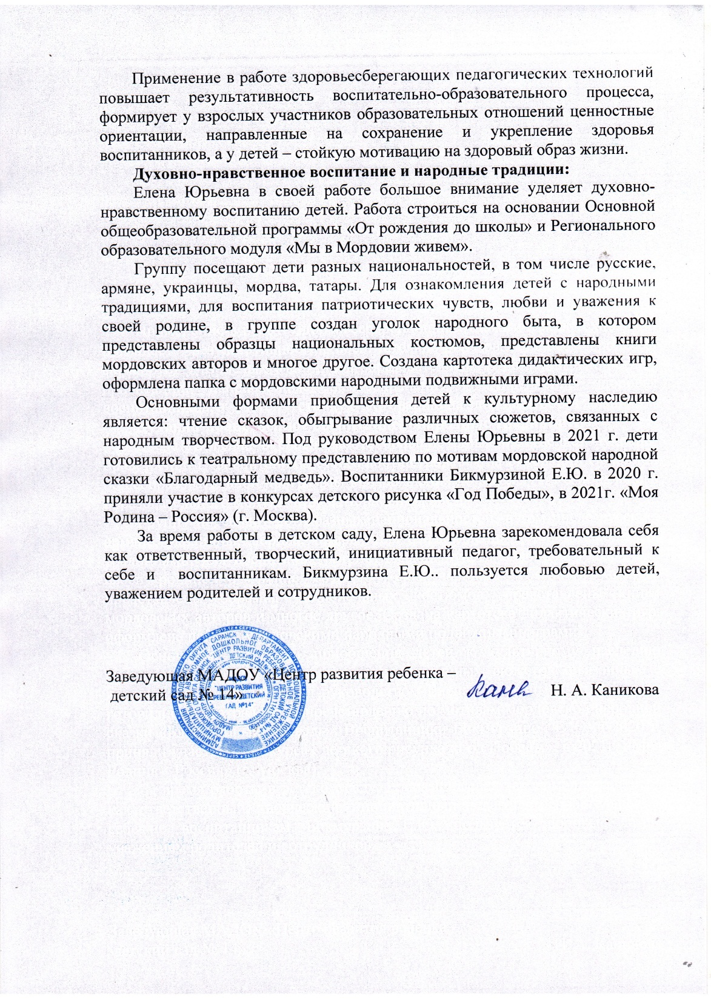 Применение в работе здоровьесберегающих педагогических технологий
повышает результативность воспитательно-образовательного процесса,
формирует у взрослых участников образовательных отношений ценностные
ориентации, направленные на сохранение и укрепление здоровья
воспитанников, а у детей – стойкую мотивацию на здоровый образ жизни.
Духовно-нравственное воспитание и народные традиции:
Елена Юрьевна в своей работе большое внимание уделяет духовно-
нравственному воспитанию детей. Работа строиться на основании Основной
общеобразовательной программы «От рождения до школы» и Регионального
образовательного модуля «Мы в Мордовии живем».
Группу посещают дети разных национальностей, в том числе русские,
армяне, украинцы, мордва, татары. Для ознакомления детей с народными
традициями, для воспитания патриотических чувств, любви и уважения к
своей родине, в группе создан уголок народного быта, в котором
представлены образцы национальных костюмов, представлены книги
мордовских авторов и многое другое. Создана картотека дидактических игр,
оформлена папка с мордовскими народными подвижными играми.
Основными формами приобщения детей к культурному наследию
является: чтение сказок, обыгрывание различных сюжетов, связанных с
народным творчеством. Под руководством Елены Юрьевны в 2021 г. дети
готовились к театральному представлению по мотивам мордовской народной
сказки «Благодарный медведь». Воспитанники Бикмурзиной Е.Ю. в 2020 г.
приняли участие в конкурсах детского рисунка «Год Победы», в 2021г. «Моя
Родина – Россия» (г. Москва).
За время работы в детском саду, Елена Юрьевна зарекомендовала себя
как ответственный, творческий, инициативный педагог, требовательный к
себе и воспитанникам. Бикмурзина Е.Ю.. пользуется любовью детей,
уважением родителей и сотрудников.
Заведующая МАДОУ «Центр развития ребенка –
детский сад № 14»
Н. А. Каникова
МАДОУ
"ЦЕНТР РАЗВИТИЯ
РЕБЕНКА - ДЕТСКИЙ
САД №14"